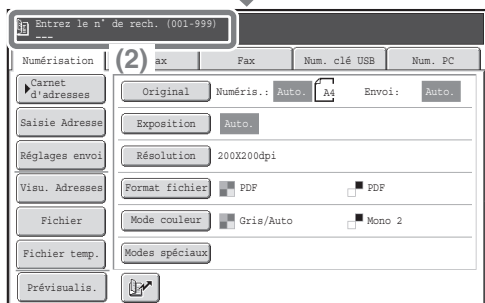 Entrez le n° de rech. (001-999)
---
Numérisation (2) ax Fax Num. clé USB Num. PC
Carnet d'adresses
Original Numéris.: Auto. A4 Envoi: Auto.
Saisie Adresse
Exposition Auto.
Réglages envoi
Résolution 200X200dpi
Visu. Adresses
Format fichier PDF PDF
Fichier
Mode couleur Gris/Auto Mono 2
Fichier temp.
Modes spéciaux
Prévisualis.